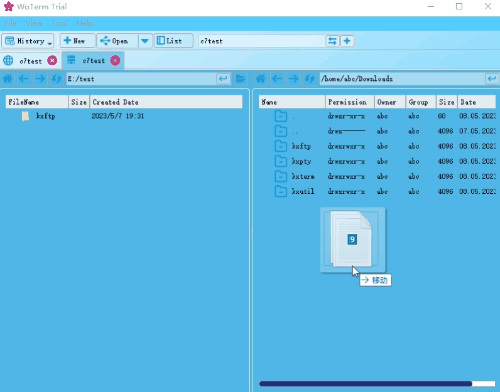 WoTerm Trial
File View Tool Help
History New Open List c7test
c7test c7test
E:/test /home/abc/Downloads
FileName Size Created Date
kxftp 2023/5/7 19:31
Name Permission Owner Group Size Date
. drwxr-xr-x abc abc 60 08.05.2023
.. drwx------ abc abc 4096 07.05.2023
kxftp drwxrwxr-x abc abc 4096 08.05.2023
kxpty drwxrwxr-x abc abc 4096 08.05.2023
kxterm drwxrwxr-x abc abc 4096 08.05.2023
kxutil drwxrwxr-x abc abc 4096 08.05.2023
9
移动